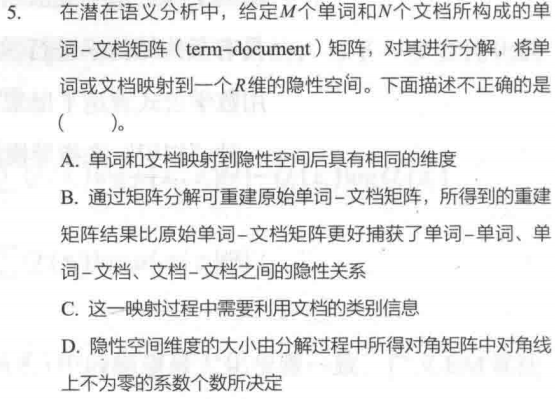 5. 在潜在语义分析中，给定M个单词和N个文档所构成的单
词-文档矩阵（term-document）矩阵，对其进行分解，将单
词或文档映射到一个R维的隐性空间。下面描述不正确的是
(　　)。
A. 单词和文档映射到隐性空间后具有相同的维度
B. 通过矩阵分解可重建原始单词-文档矩阵，所得到的重建
矩阵结果比原始单词-文档矩阵更好捕获了单词-单词、单
词-文档、文档-文档之间的隐性关系
C. 这一映射过程中需要利用文档的类别信息
D. 隐性空间维度的大小由分解过程中所得对角矩阵中对角线
上不为零的系数个数所决定